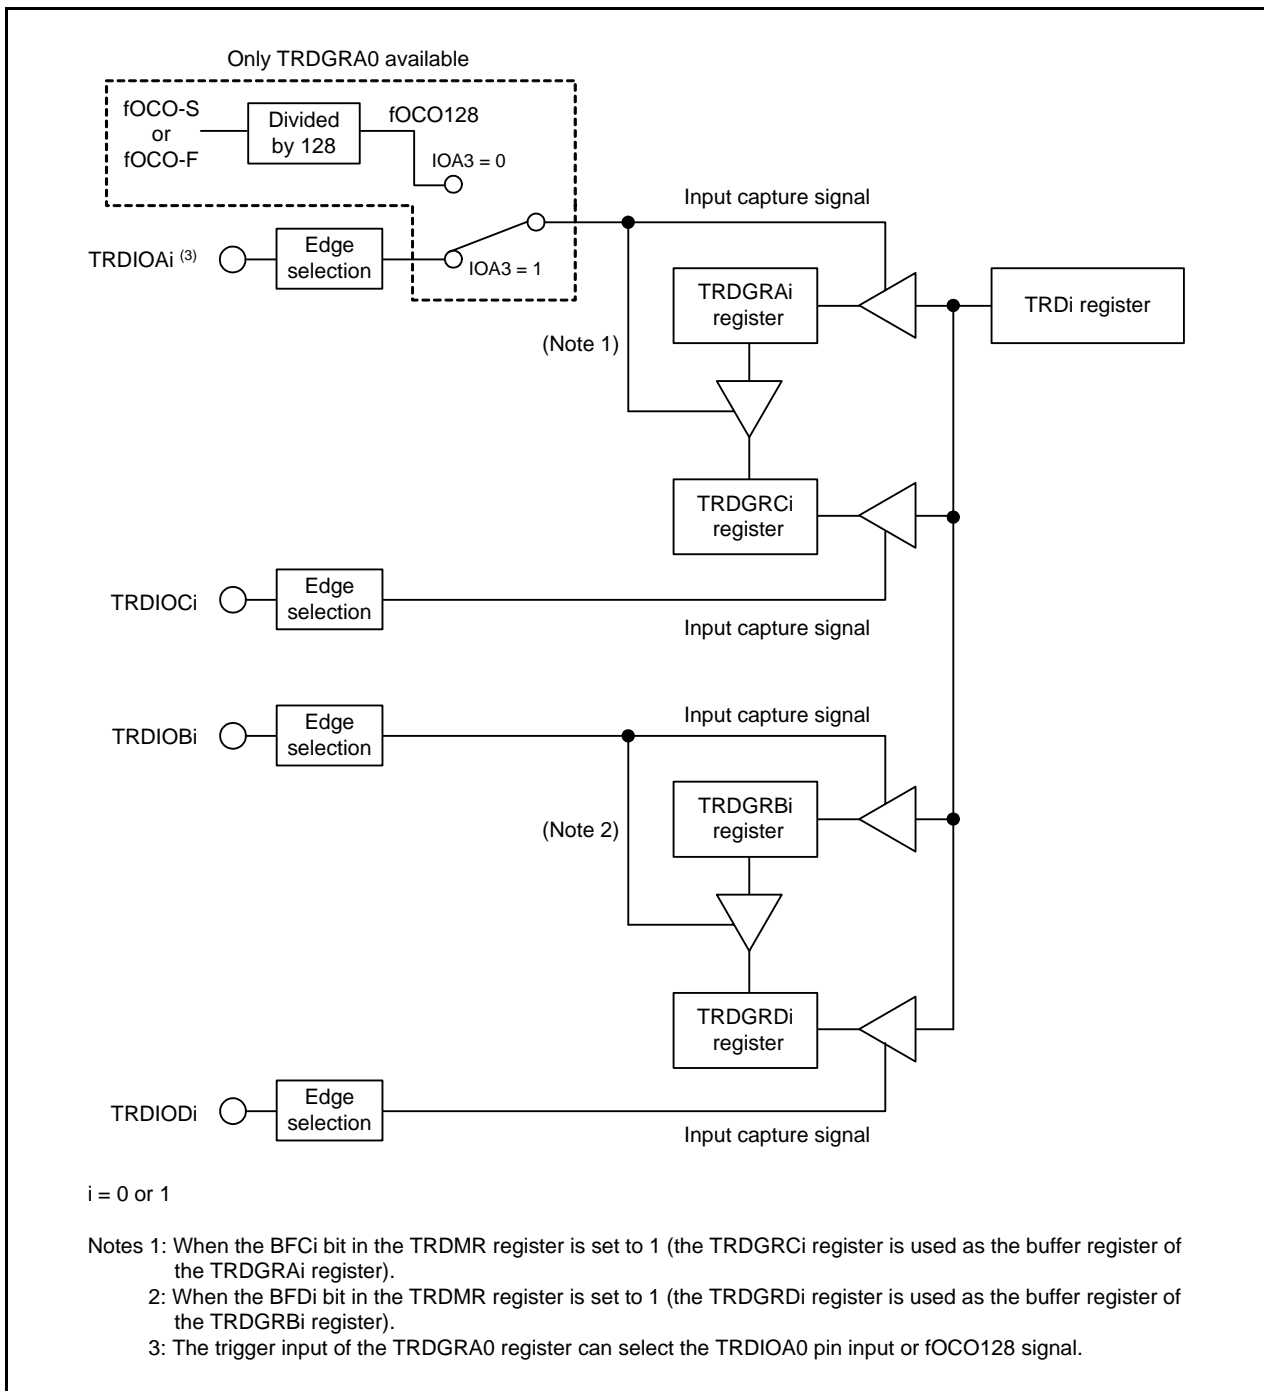 Only TRDGRA0 available
fOCO-S
or
fOCO-F
Divided
by 128
fOCO128
IOA3 = 0
Input capture signal
TRDIOAi (3)
Edge
selection
IOA3 = 1
TRDGRAi
register
TRDi register
(Note 1)
TRDGRCi
register
TRDIOCi
Edge
selection
Input capture signal
Input capture signal
TRDIOBi
Edge
selection
TRDGRBi
register
(Note 2)
TRDGRDi
register
TRDIODi
Edge
selection
Input capture signal
i = 0 or 1
Notes 1: When the BFCi bit in the TRDMR register is set to 1 (the TRDGRCi register is used as the buffer register of
the TRDGRAi register).
2: When the BFDi bit in the TRDMR register is set to 1 (the TRDGRDi register is used as the buffer register of
the TRDGRBi register).
3: The trigger input of the TRDGRA0 register can select the TRDIOA0 pin input or fOCO128 signal.